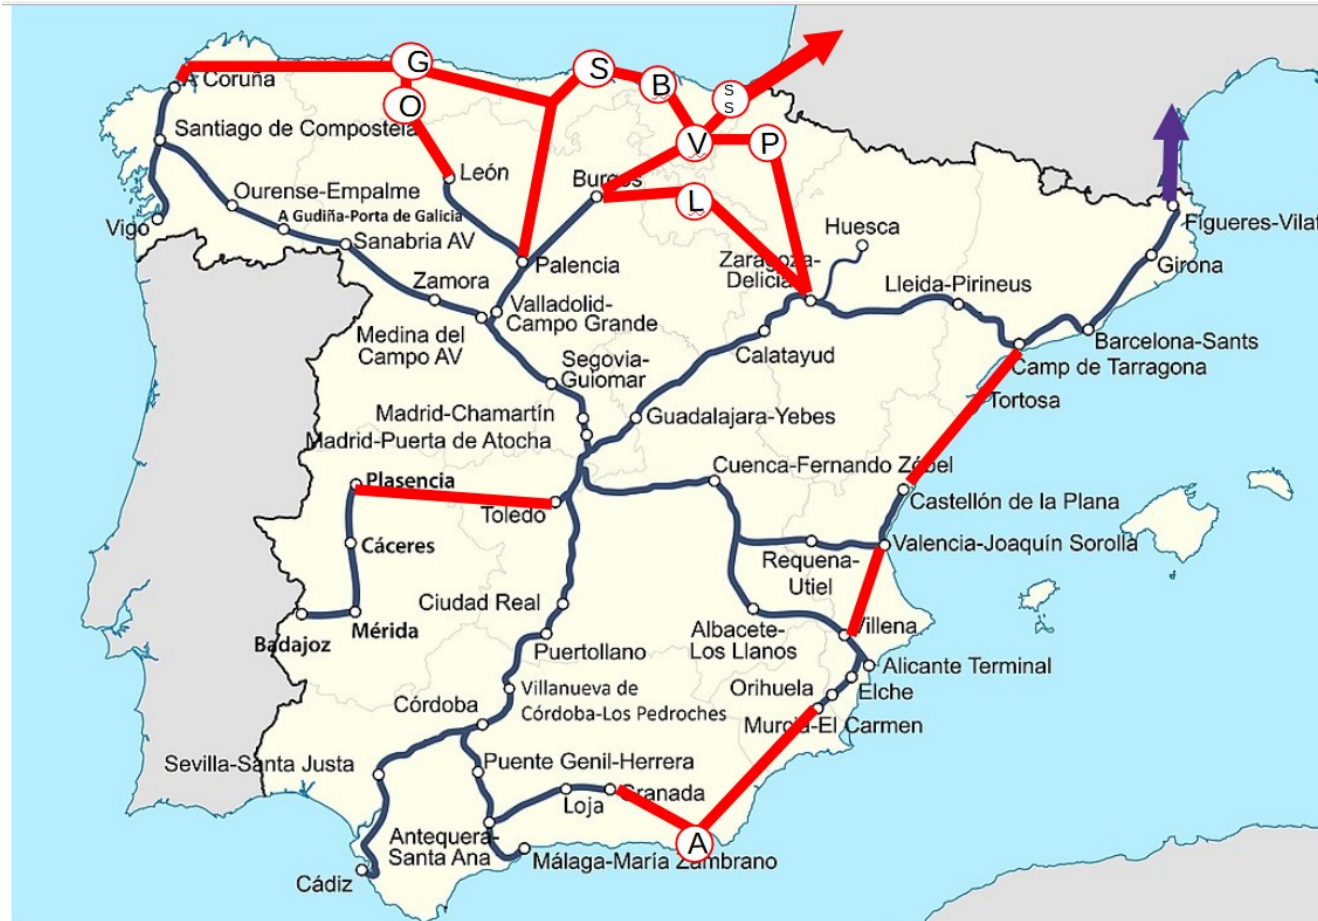 G
S
B
S
S
A Coruña
O
V
P
Santiago de Compostela
León
Burgos
L
Ourense-Empalme
A Gudiña-Porta de Galicia
Vigo
Sanabria AV
Huesca
Figueres-Vilaf
Palencia
Zaragoza-
Delicia
Girona
Zamora
Lleida-Pirineus
Valladolid-
Campo Grande
Medina del
Campo AV
Calatayud
Barcelona-Sants
Camp de Tarragona
Segovia-
Guiomar
Tortosa
Madrid-Chamartín
Guadalajara-Yebes
Madrid-Puerta de Atocha
Cuenca-Fernando Zóbel
Plasencia
Toledo
Castellón de la Plana
Cáceres
Valencia-Joaquín Sorolla
Requena-
Utiel
Ciudad Real
Mérida
Badajoz
Albacete-
Los Llanos
Villena
Puertollano
Alicante Terminal
Villanueva de
Córdoba-Los Pedroches
Orihuela
Elche
Córdoba
Murcia-El Carmen
Sevilla-Santa Justa
Puente Genil-Herrera
Loja
Granada
Antequera-
Santa Ana
A
Málaga-María Zambrano
Cádiz